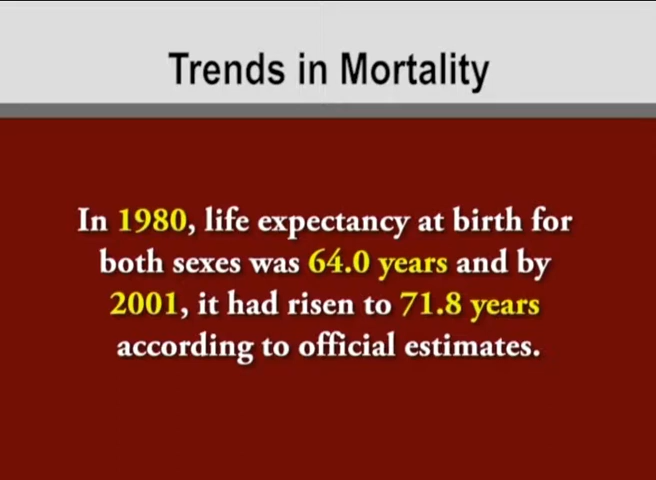 Trends in Mortality
In 1980, life expectancy at birth for
both sexes was 64.0 years and by
2001, it had risen to 71.8 years
according to official estimates.